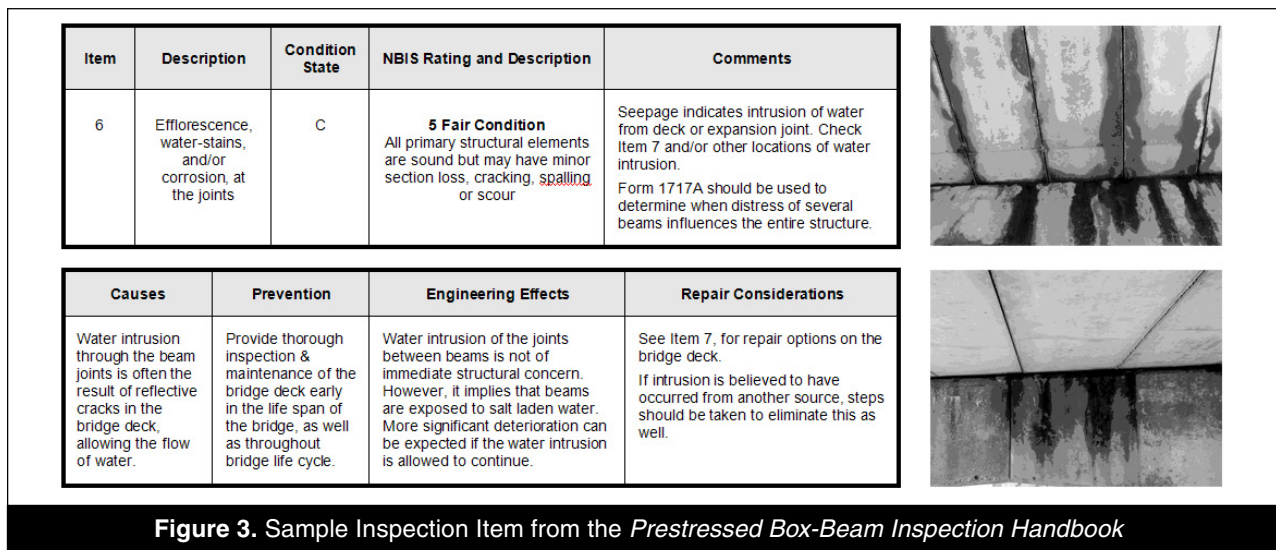 Item
Description
Condition
State
NBIS Rating and Description
Comments
6
Efflorescence,
water-stains,
and/or
corrosion, at
the joints
C
5 Fair Condition
All primary structural elements
are sound but may have minor
section loss, cracking, spalling
or scour
Seepage indicates intrusion of water
from deck or expansion joint. Check
Item 7 and/or other locations of water
intrusion.
Form 1717A should be used to
determine when distress of several
beams influences the entire structure.
Causes
Prevention
Engineering Effects
Repair Considerations
Water intrusion
through the beam
joints is often the
result of reflective
cracks in the
bridge deck,
allowing the flow
of water.
Provide thorough
inspection &
maintenance of the
bridge deck early
in the life span of
the bridge, as well
as throughout
bridge life cycle.
Water intrusion of the joints
between beams is not of
immediate structural concern.
However, it implies that beams
are exposed to salt laden water.
More significant deterioration can
be expected if the water intrusion
is allowed to continue.
See Item 7, for repair options on the
bridge deck.
If intrusion is believed to have
occurred from another source, steps
should be taken to eliminate this as
well.
Figure 3. Sample Inspection Item from the Prestressed Box-Beam Inspection Handbook